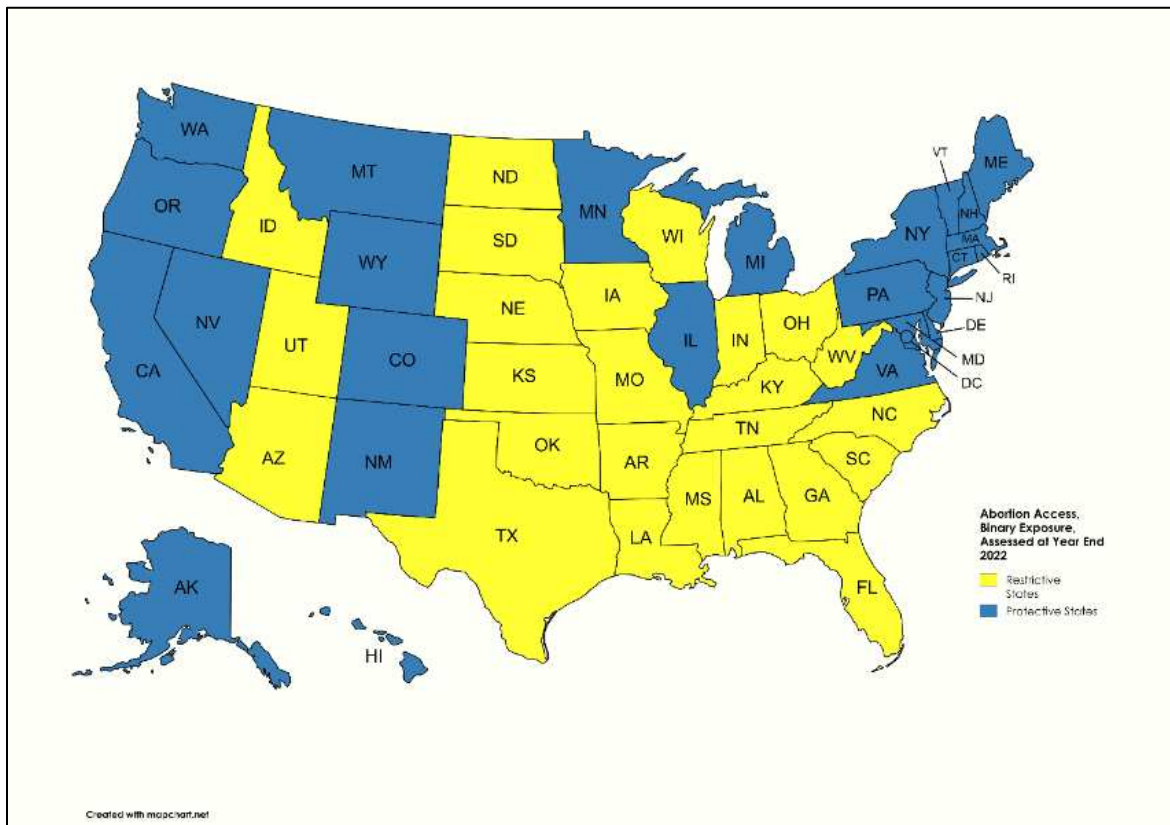 WA
MT
ND
MN
VT
ME
OR
ID
SD
WI
NH
NY
MA
CT
WY
MI
RI
NE
IA
PA
NJ
NV
UT
IL
IN
OH
DE
CA
CO
WV
MD
KS
MO
VA
DC
KY
NC
AZ
NM
OK
TN
AR
SC
MS
AL
GA
TX
LA
FL
AK
HI
Abortion Access,
Binary Exposure,
Assessed at Year End
2022
Restrictive
States
Protective States
Created with mapchart.net